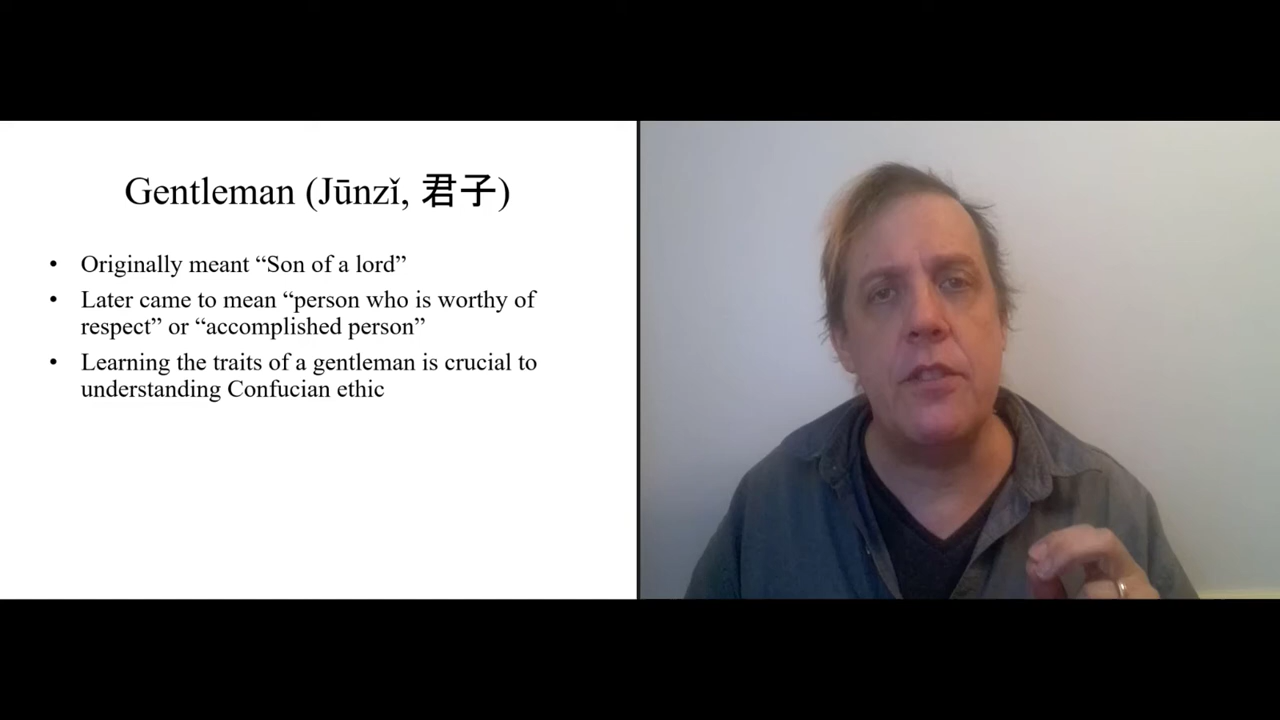 Gentleman (Jūnzǐ, 君子)
• Originally meant “Son of a lord”
• Later came to mean “person who is worthy of
respect” or “accomplished person”
• Learning the traits of a gentleman is crucial to
understanding Confucian ethic